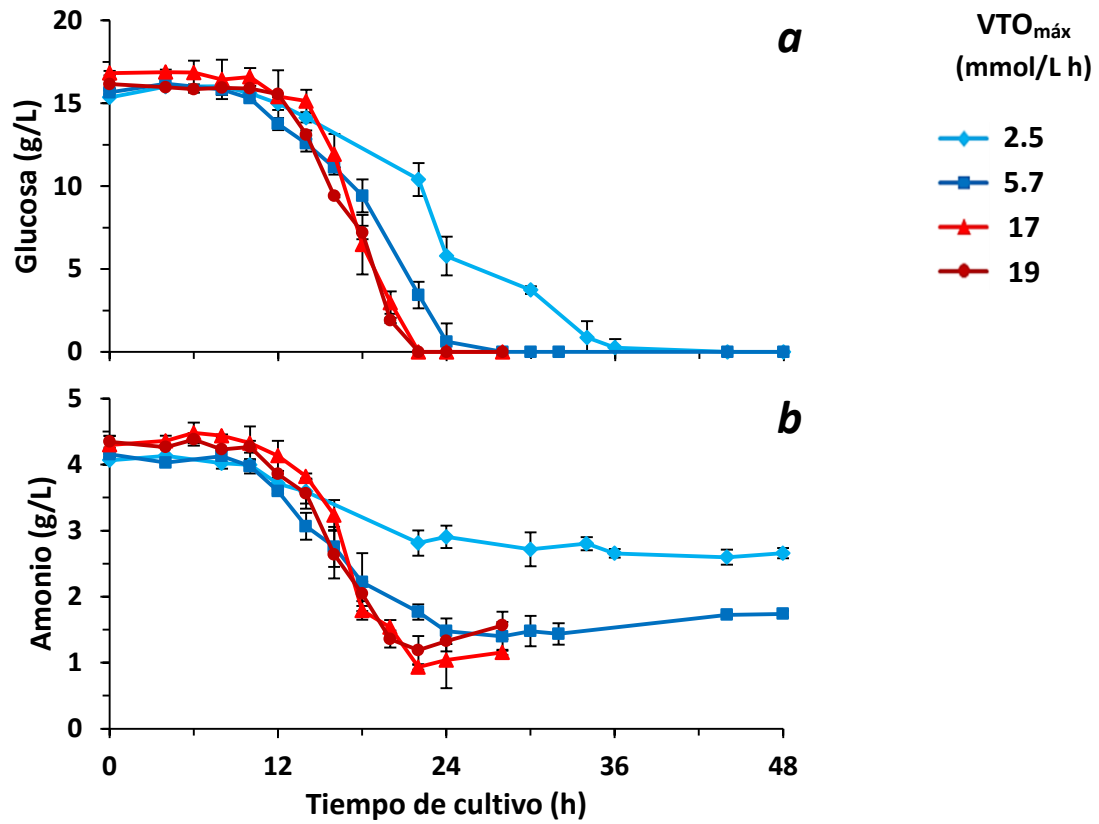 a
VTOmáx
(mmol/L h)
2.5
5.7
17
19
Glucosa (g/L)
20
15
10
5
0
b
Amonio (g/L)
5
4
3
2
1
0
0 12 24 36 48
Tiempo de cultivo (h)